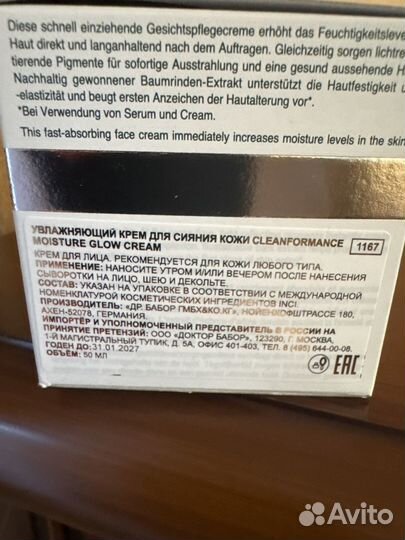 Diese schnell einziehende Gesichtspflegecreme erhöht das Feuchtigkeitsleve
Haut direkt und langanhaltend nach dem Auftragen. Gleichzeitig sorgen lichtre
tierende Pigmente für sofortige Ausstrahlung und eine gesund aussehende H
Nachhaltig gewonnener Baumrinden-Extrakt unterstützt die Hautfestigkeit u
-elastizität und beugt ersten Anzeichen der Hautalterung vor*.
*Bei Verwendung von Serum und Cream.
This fast-absorbing face cream immediately increases moisture levels in the skin
УВЛАЖНЯЮЩИЙ КРЕМ ДЛЯ СИЯНИЯ КОЖИ CLEANFORMANCE
MOISTURE GLOW CREAM 1167
КРЕМ ДЛЯ ЛИЦА. РЕКОМЕНДУЕТСЯ ДЛЯ КОЖИ ЛЮБОГО ТИПА.
ПРИМЕНЕНИЕ: НАНОСИТЕ УТРОМ И/ИЛИ ВЕЧЕРОМ ПОСЛЕ НАНЕСЕНИЯ
СЫВОРОТКИ НА ЛИЦО, ШЕЮ И ДЕКОЛЬТЕ.
СОСТАВ: УКАЗАН НА УПАКОВКЕ В СООТВЕТСТВИИ С МЕЖДУНАРОДНОЙ
НОМЕНКЛАТУРОЙ КОСМЕТИЧЕСКИХ ИНГРЕДИЕНТОВ INCI.
ПРОИЗВОДИТЕЛЬ: «ДР. БАБОР ГМБХ&КО.КГ», НОЙЕНХОФШТРАССЕ 180,
АХЕН-52078, ГЕРМАНИЯ.
ИМПОРТЁР И УПОЛНОМОЧЕННЫЙ ПРЕДСТАВИТЕЛЬ В РОССИИ НА
ПРИНЯТИЕ ПРЕТЕНЗИЙ: ООО «ДОКТОР БАБОР», 123290, Г. МОСКВА,
1-Й МАГИСТРАЛЬНЫЙ ТУПИК, Д. 5А, ОФИС 401-403, ТЕЛ. 8 (495) 644-00-08.
ГОДЕН ДО: 31.01.2027
ОБЪЁМ: 50 МЛ
EAC
Avito